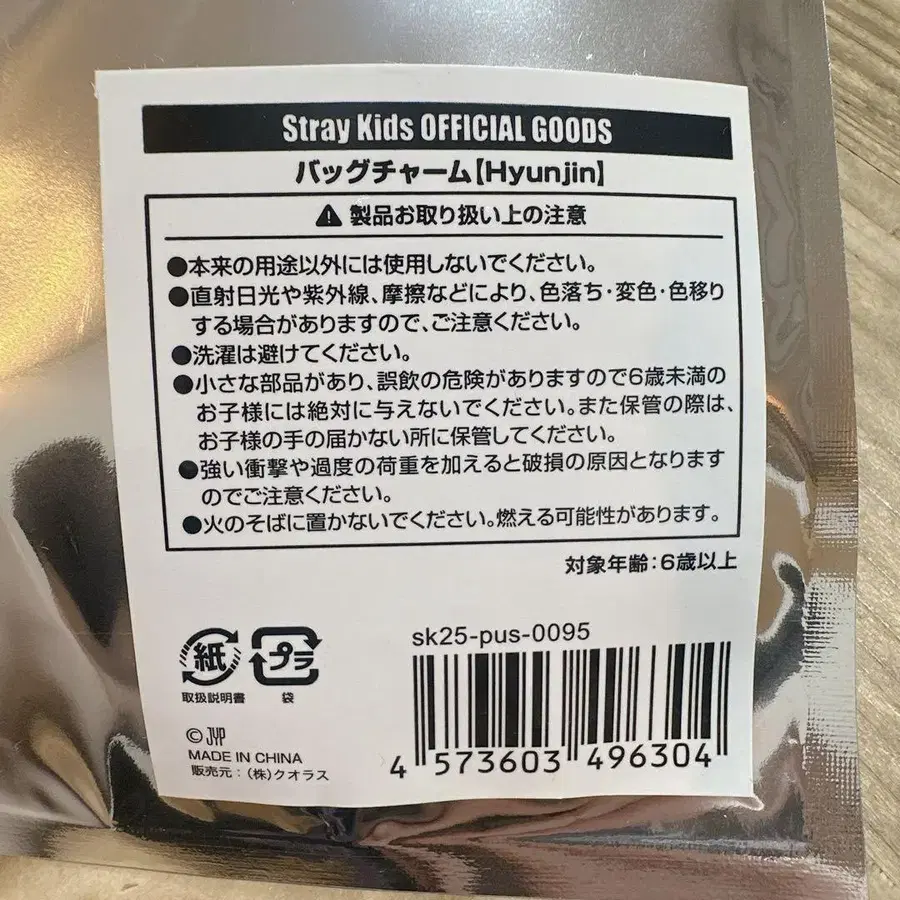 Stray Kids OFFICIAL GOODS
バッグチャーム【Hyunjin】
⚠ 製品お取り扱い上の注意
●本来の用途以外には使用しないでください。
●直射日光や紫外線、摩擦などにより、色落ち・変色・色移り
する場合がありますので、ご注意ください。
●洗濯は避けてください。
●小さな部品があり、誤飲の危険がありますので6歳未満の
お子様には絶対に与えないでください。また保管の際は、
お子様の手の届かない所に保管してください。
●強い衝撃や過度の荷重を加えると破損の原因となります
のでご注意ください。
●火のそばに置かないでください。燃える可能性があります。
対象年齢：6歳以上
sk25-pus-0095
紙
プラ
取扱説明書
袋
© JYP
MADE IN CHINA
販売元：（株）クオラス
4 573603 496304